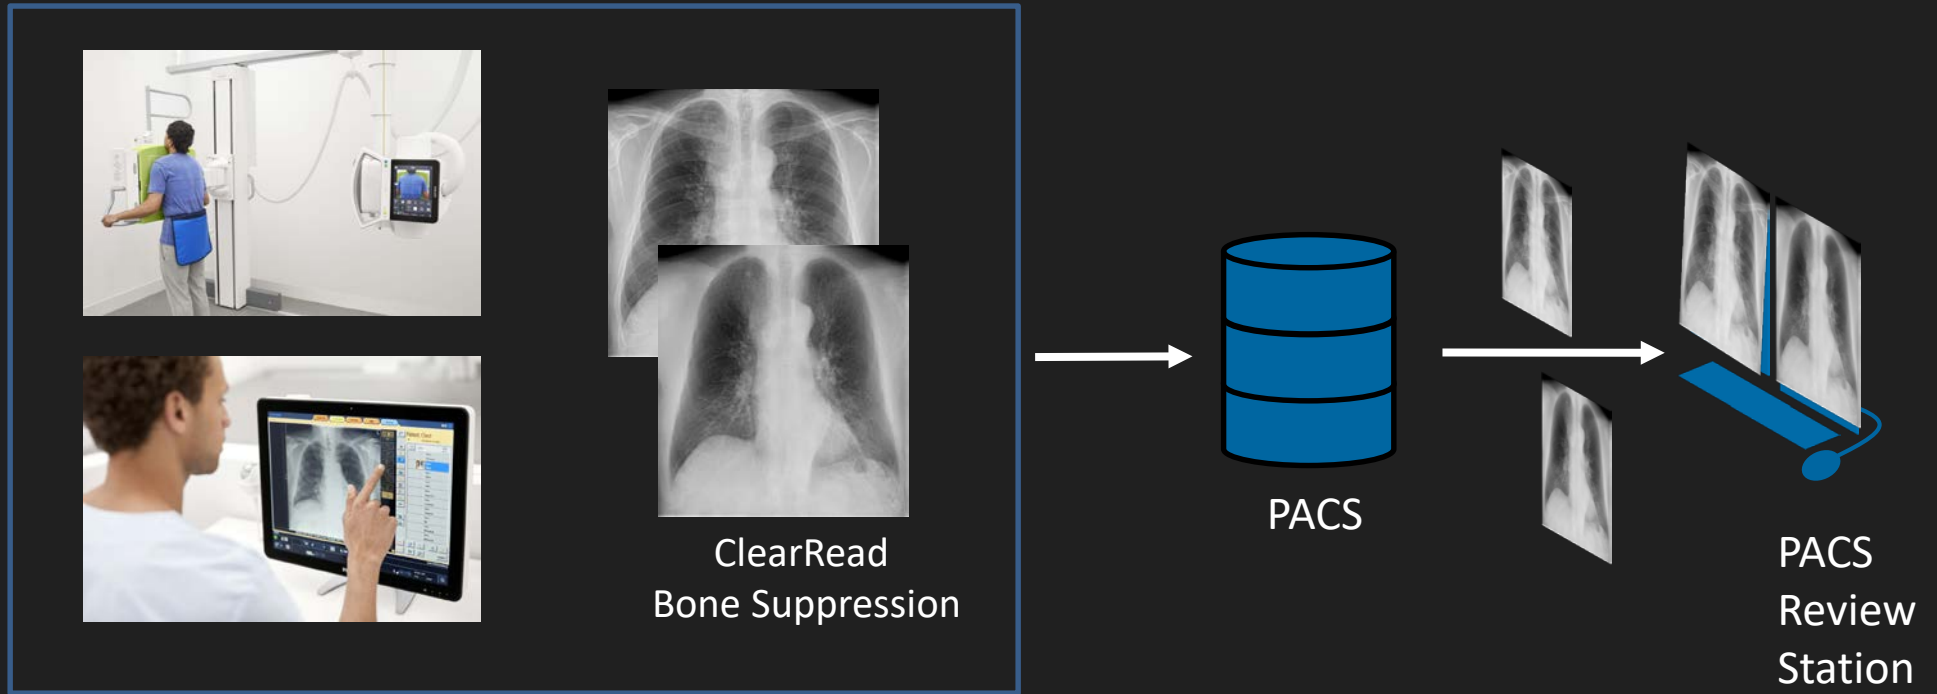 ClearRead
Bone Suppression
PACS
PACS
Review
Station